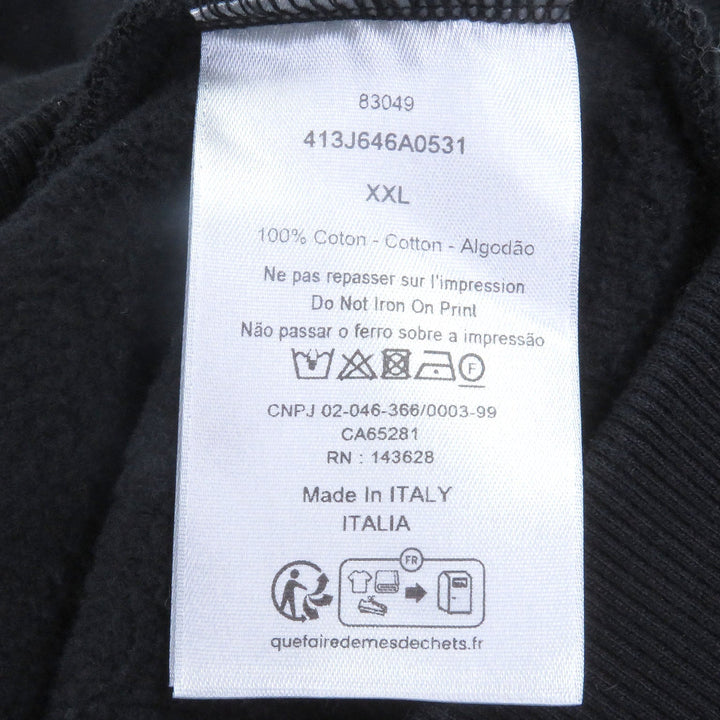 83049
413J646A0531
XXL
100% Coton - Cotton - Algodão
Ne pas repasser sur l'impression
Do Not Iron On Print
Não passar o ferro sobre a impressão
F
CNPJ 02-046-366/0003-99
CA65281
RN : 143628
Made In ITALY
ITALIA
FR
quefairedemesdechets.fr